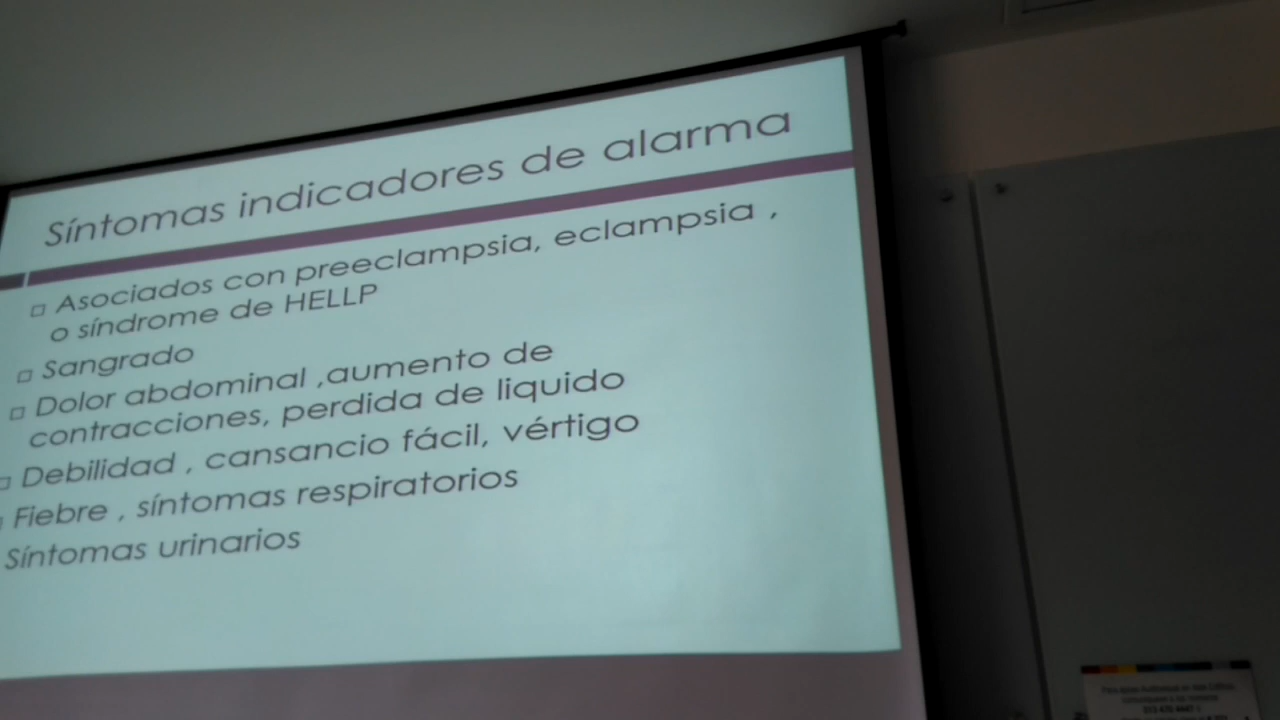 Síntomas indicadores de alarma
Asociados con preeclampsia, eclampsia ,
o síndrome de HELLP
Sangrado
Dolor abdominal ,aumento de
contracciones, perdida de liquido
Debilidad , cansancio fácil, vértigo
Fiebre , síntomas respiratorios
Síntomas urinarios